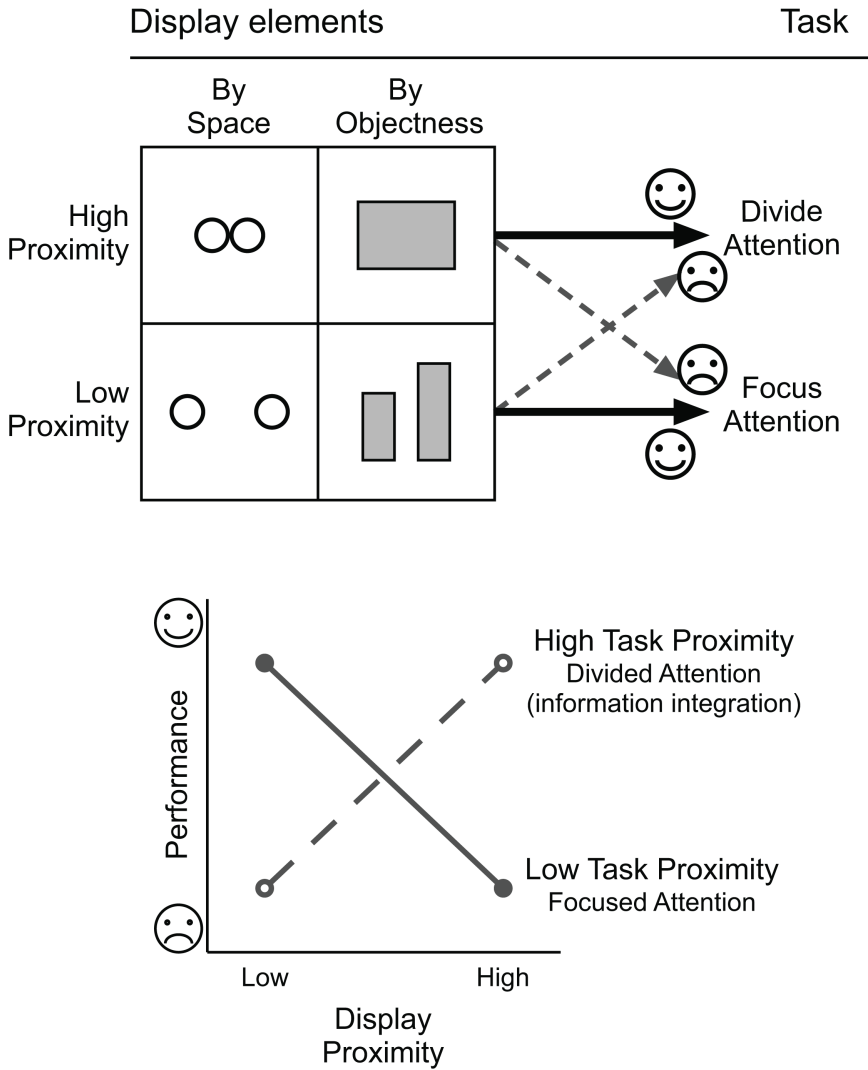 Display elements
Task
By
Space
By
Objectness
High
Proximity
Divide
Attention
Low
Proximity
Focus
Attention
Performance
High Task Proximity
Divided Attention
(information integration)
Low Task Proximity
Focused Attention
Low
High
Display
Proximity